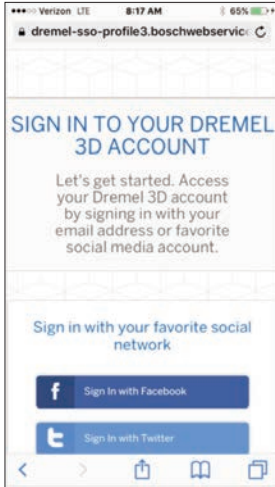 Verizon LTE 8:17 AM 65%
dremel-sso-profile3.boschwebservic
SIGN IN TO YOUR DREMEL
3D ACCOUNT
Let's get started. Access
your Dremel 3D account
by signing in with your
email address or favorite
social media account.
Sign in with your favorite social
network
f Sign In with Facebook
t Sign In with Twitter